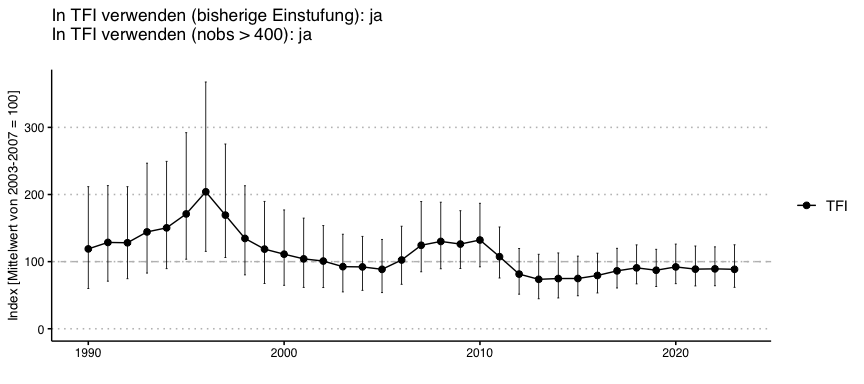 In TFI verwenden (bisherige Einstufung): ja
In TFI verwenden (nobs > 400): ja
Index [Mittelwert von 2003-2007 = 100]
300
200
100
0
1990
2000
2010
2020
TFI